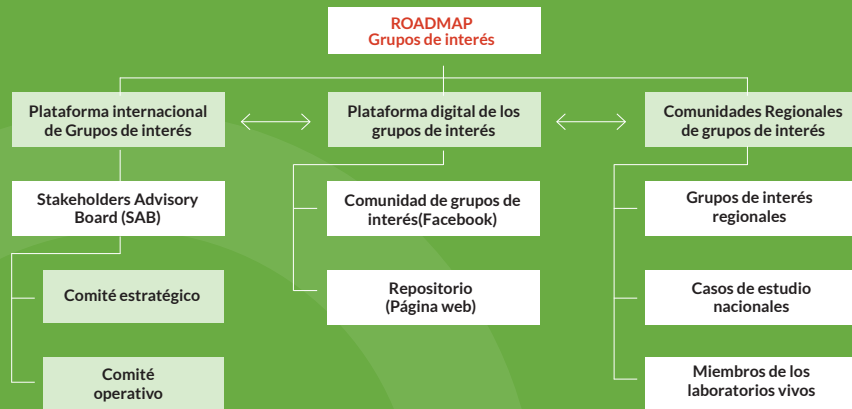 ROADMAP
Grupos de interés
Plataforma internacional
de Grupos de interés
Plataforma digital de los
grupos de interés
Comunidades Regionales
de grupos de interés
Stakeholders Advisory
Board (SAB)
Comité estratégico
Comité
operativo
Comunidad de grupos de
interés(Facebook)
Repositorio
(Página web)
Grupos de interés
regionales
Casos de estudio
nacionales
Miembros de los
laboratorios vivos